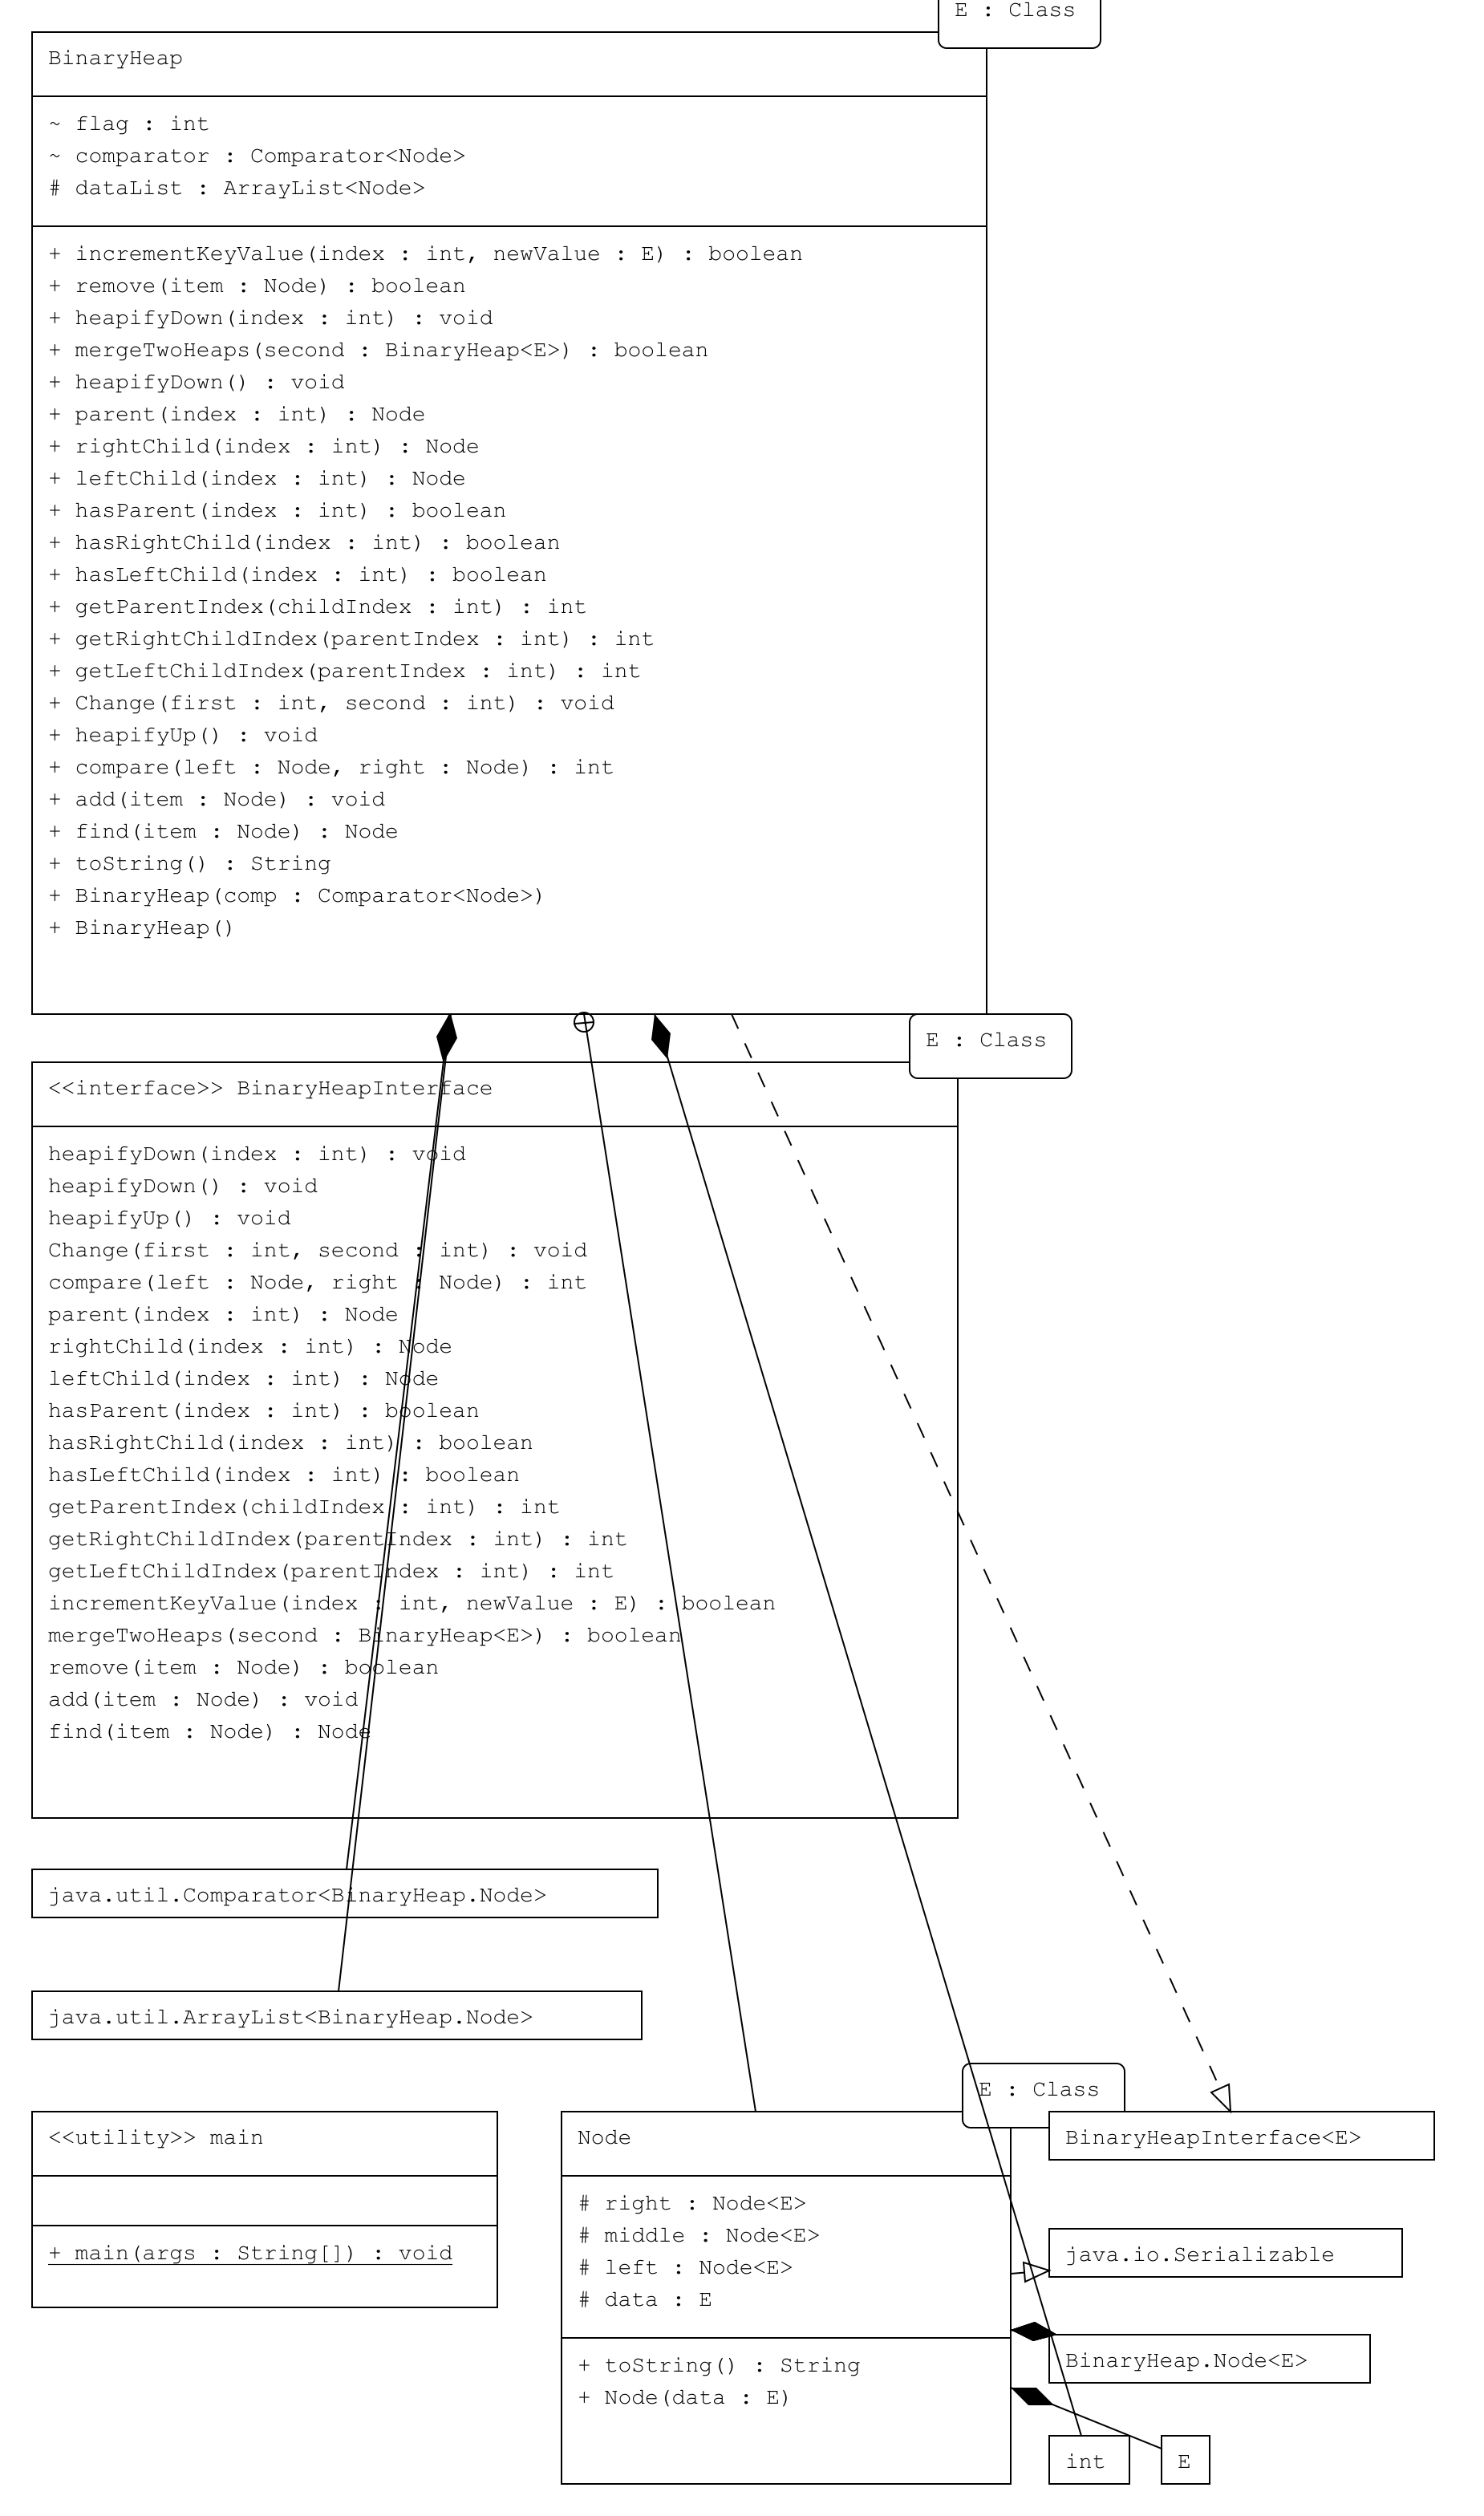 E : Class
BinaryHeap
~ flag : int
~ comparator : Comparator<Node>
# dataList : ArrayList<Node>
+ incrementKeyValue(index : int, newValue : E) : boolean
+ remove(item : Node) : boolean
+ heapifyDown(index : int) : void
+ mergeTwoHeaps(second : BinaryHeap<E>) : boolean
+ heapifyDown() : void
+ parent(index : int) : Node
+ rightChild(index : int) : Node
+ leftChild(index : int) : Node
+ hasParent(index : int) : boolean
+ hasRightChild(index : int) : boolean
+ hasLeftChild(index : int) : boolean
+ getParentIndex(childIndex : int) : int
+ getRightChildIndex(parentIndex : int) : int
+ getLeftChildIndex(parentIndex : int) : int
+ Change(first : int, second : int) : void
+ heapifyUp() : void
+ compare(left : Node, right : Node) : int
+ add(item : Node) : void
+ find(item : Node) : Node
+ toString() : String
+ BinaryHeap(comp : Comparator<Node>)
+ BinaryHeap()
E : Class
<<interface>> BinaryHeapInterface
heapifyDown(index : int) : void
heapifyDown() : void
heapifyUp() : void
Change(first : int, second : int) : void
compare(left : Node, right : Node) : int
parent(index : int) : Node
rightChild(index : int) : Node
leftChild(index : int) : Node
hasParent(index : int) : boolean
hasRightChild(index : int) : boolean
hasLeftChild(index : int) : boolean
getParentIndex(childIndex : int) : int
getRightChildIndex(parentIndex : int) : int
getLeftChildIndex(parentIndex : int) : int
incrementKeyValue(index : int, newValue : E) : boolean
mergeTwoHeaps(second : BinaryHeap<E>) : boolean
remove(item : Node) : boolean
add(item : Node) : void
find(item : Node) : Node
java.util.Comparator<BinaryHeap.Node>
java.util.ArrayList<BinaryHeap.Node>
<<utility>> main
+ main(args : String[]) : void
E : Class
Node
# right : Node<E>
# middle : Node<E>
# left : Node<E>
# data : E
+ toString() : String
+ Node(data : E)
BinaryHeapInterface<E>
java.io.Serializable
BinaryHeap.Node<E>
int
E